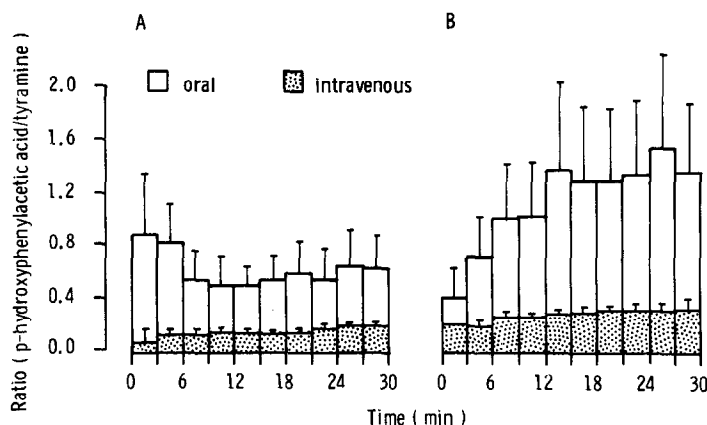 A
B
Ratio ( p-hydroxyphenylacetic acid/tyramine )
oral
intravenous
2.0
1.6
1.2
0.8
0.4
0.0
0 6 12 18 24 30
0 6 12 18 24 30
Time ( min )